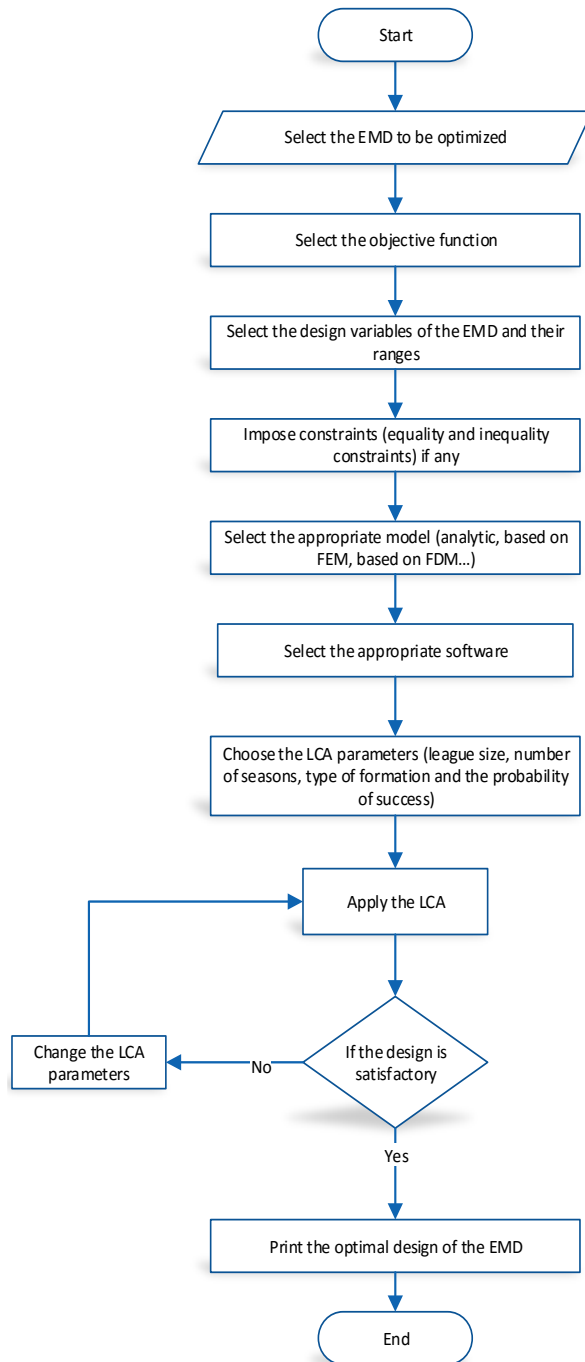 Start
Select the EMD to be optimized
Select the objective function
Select the design variables of the EMD and their
ranges
Impose constraints (equality and inequality
constraints) if any
Select the appropriate model (analytic, based on
FEM, based on FDM...)
Select the appropriate software
Choose the LCA parameters (league size, number
of seasons, type of formation and the probability
of success)
Apply the LCA
If the design is
satisfactory
No
Change the LCA
parameters
Yes
Print the optimal design of the EMD
End